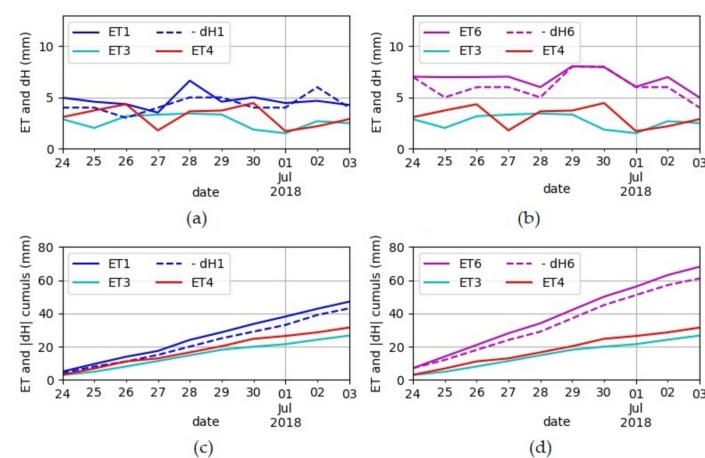 ET1 - dH1
ET3 ET4
ET and dH (mm)
10
5
0
24 25 26 27 28 29 30 01 02 03
Jul
2018
date
(a)
ET6 - dH6
ET3 ET4
ET and dH (mm)
10
5
0
24 25 26 27 28 29 30 01 02 03
Jul
2018
date
(b)
ET1 - dH1
ET3 ET4
ET and |dH| cumuls (mm)
80
60
40
20
0
24 25 26 27 28 29 30 01 02 03
Jul
2018
date
(c)
ET6 - dH6
ET3 ET4
ET and |dH| cumuls (mm)
80
60
40
20
0
24 25 26 27 28 29 30 01 02 03
Jul
2018
date
(d)